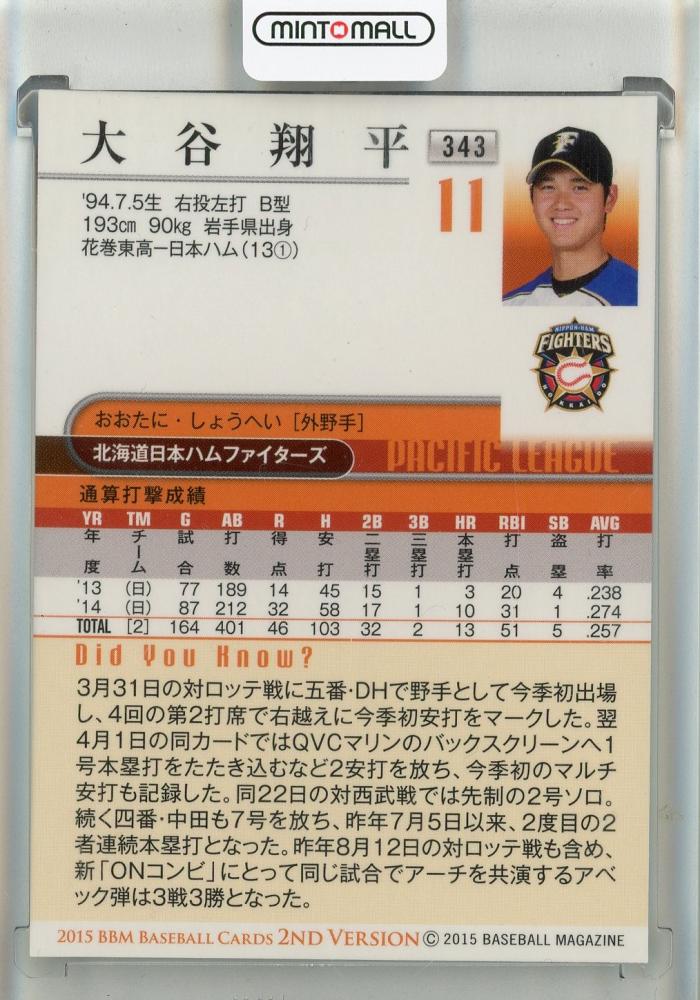 MINTOMALL
大谷翔平 343
11
'94.7.5生 右投左打 B型
193㎝ 90㎏ 岩手県出身
花巻東高ー日本ハム(13①)
F
NIPPON-HAM
FIGHTERS
HOKKAIDO
おおたに・しょうへい [外野手]
北海道日本ハムファイターズ PACIFIC LEAGUE
通算打撃成績
YR TM G AB R H 2B 3B HR RBI SB AVG
年度 チーム 試合 打数 得点 安打 二塁打 三塁打 本塁打 打点 盗塁 打率
'13 (日) 77 189 14 45 15 1 3 20 4 .238
'14 (日) 87 212 32 58 17 1 10 31 1 .274
TOTAL [2] 164 401 46 103 32 2 13 51 5 .257
Did You Know?
3月31日の対ロッテ戦に五番・DHで野手として今季初出場
し、4回の第2打席で右越えに今季初安打をマークした。翌
4月1日の同カードではQVCマリンのバックスクリーンへ1
号本塁打をたたき込むなど2安打を放ち、今季初のマルチ
安打も記録した。同22日の対西武戦では先制の2号ソロ。
続く四番・中田も7号を放ち、昨年7月5日以来、2度目の2
者連続本塁打となった。昨年8月12日の対ロッテ戦も含め、
新「ONコンビ」にとって同じ試合でアーチを共演するアベ
ック弾は3戦3勝となった。
2015 BBM BASEBALL CARDS 2ND VERSION © 2015 BASEBALL MAGAZINE